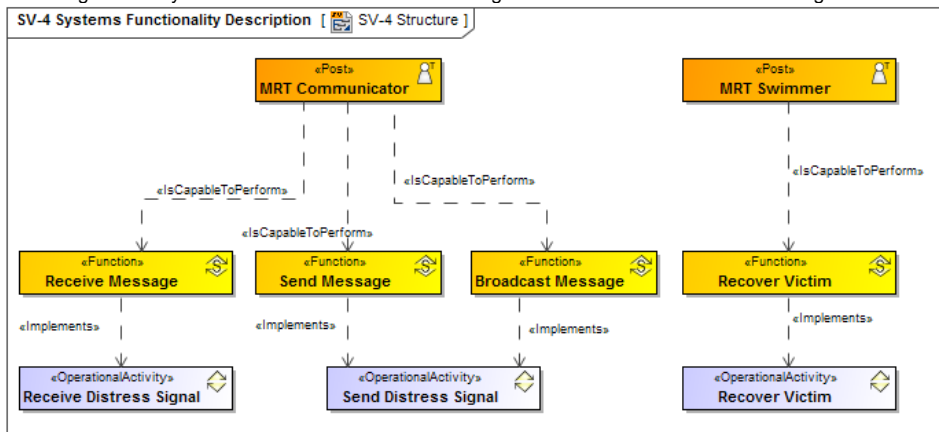 SV-4 Systems Functionality Description [ SV-4 Structure ]
«Post»
MRT Communicator
«Post»
MRT Swimmer
«IsCapableToPerform»
«IsCapableToPerform»
«IsCapableToPerform»
«IsCapableToPerform»
«Function»
Receive Message
«Function»
Send Message
«Function»
Broadcast Message
«Function»
Recover Victim
«Implements»
«Implements»
«Implements»
«Implements»
«OperationalActivity»
Receive Distress Signal
«OperationalActivity»
Send Distress Signal
«OperationalActivity»
Recover Victim